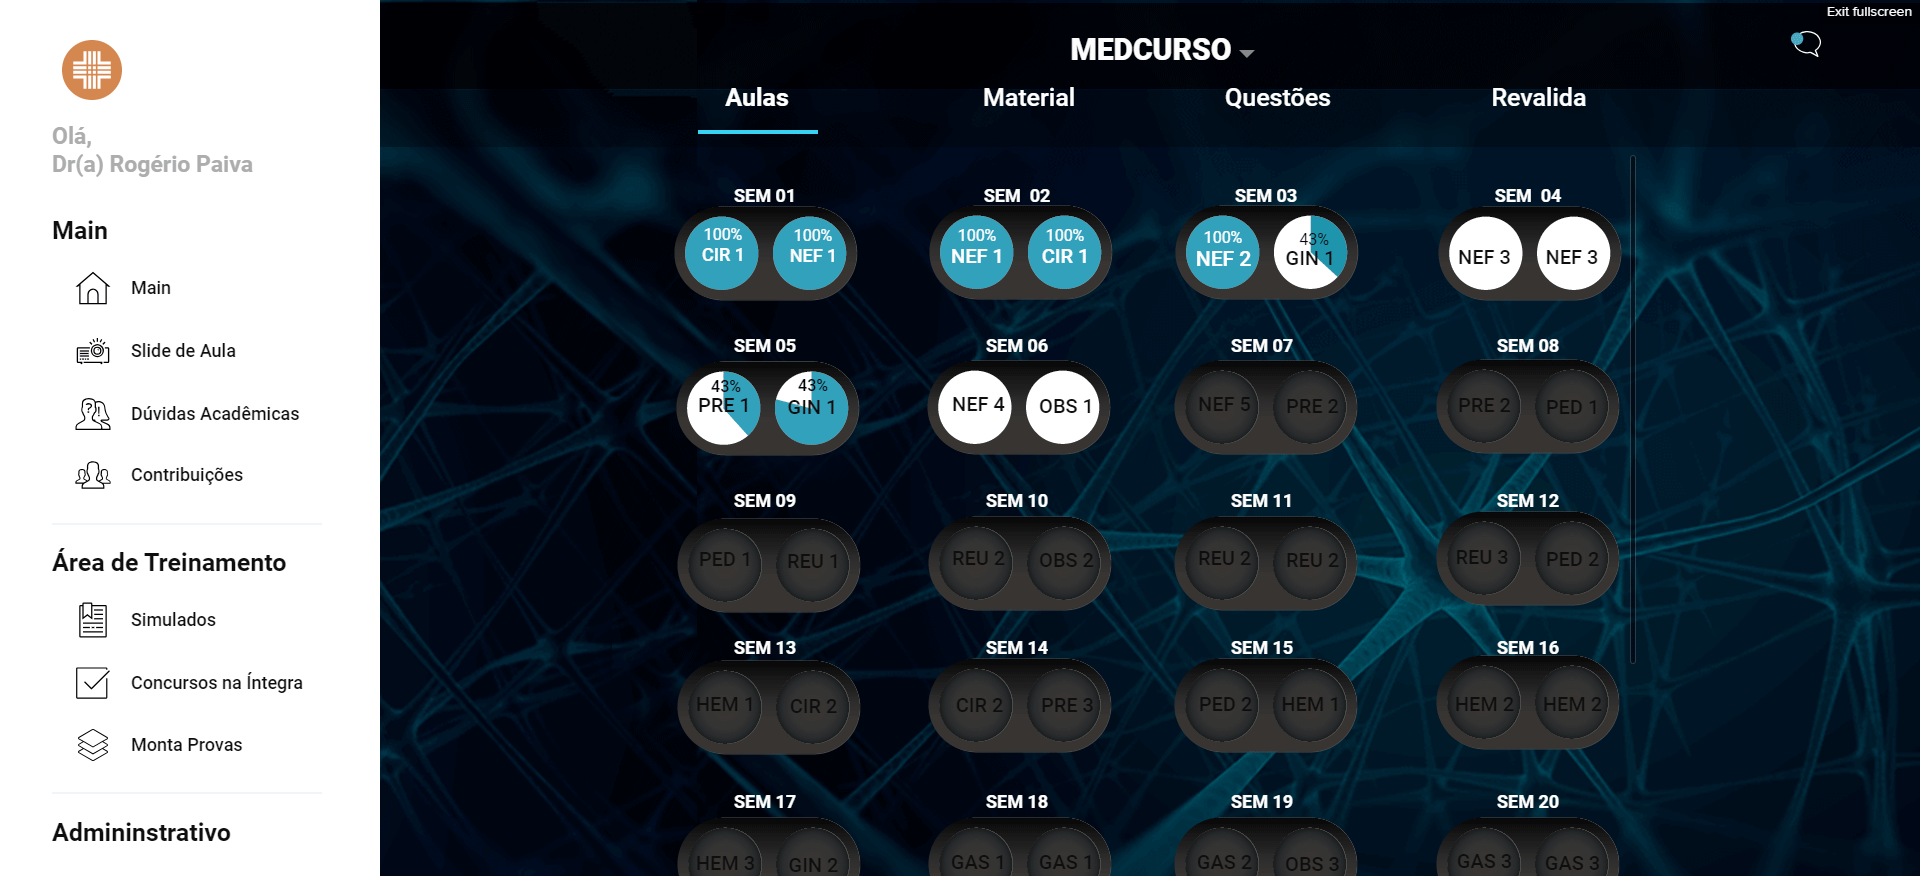 Exit fullscreen
MEDCURSO
Aulas Material Questões Revalida
Olá,
Dr(a) Rogério Paiva
Main
Main
Slide de Aula
Dúvidas Acadêmicas
Contribuições
Área de Treinamento
Simulados
Concursos na Íntegra
Monta Provas
Admininstrativo
SEM 01 SEM 02 SEM 03 SEM 04
100% 100% 100% 100% 100% 43%
CIR 1 NEF 1 NEF 1 CIR 1 NEF 2 GIN 1 NEF 3 NEF 3
SEM 05 SEM 06 SEM 07 SEM 08
43% 43%
PRE 1 GIN 1 NEF 4 OBS 1 NEF 5 PRE 2 PRE 2 PED 1
SEM 09 SEM 10 SEM 11 SEM 12
PED 1 REU 1 REU 2 OBS 2 REU 2 REU 2 REU 3 PED 2
SEM 13 SEM 14 SEM 15 SEM 16
HEM 1 CIR 2 CIR 2 PRE 3 PED 2 HEM 1 HEM 2 HEM 2
SEM 17 SEM 18 SEM 19 SEM 20
HEM 3 GIN 2 GAS 1 GAS 1 GAS 2 OBS 3 GAS 3 GAS 3